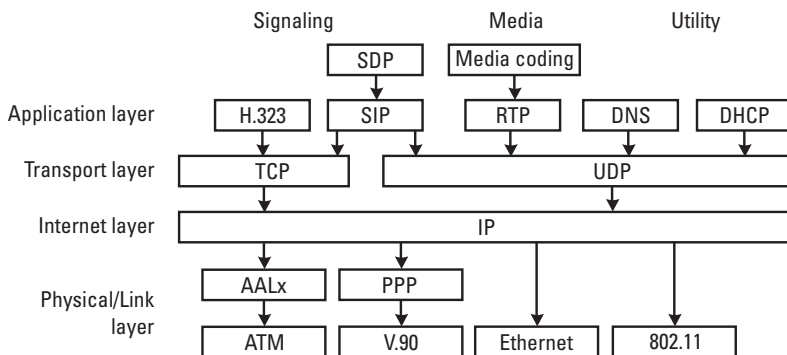 Signaling Media Utility
SDP Media coding
Application layer H.323 SIP RTP DNS DHCP
Transport layer TCP UDP
Internet layer IP
AALx PPP
Physical/Link
layer
ATM V.90 Ethernet 802.11